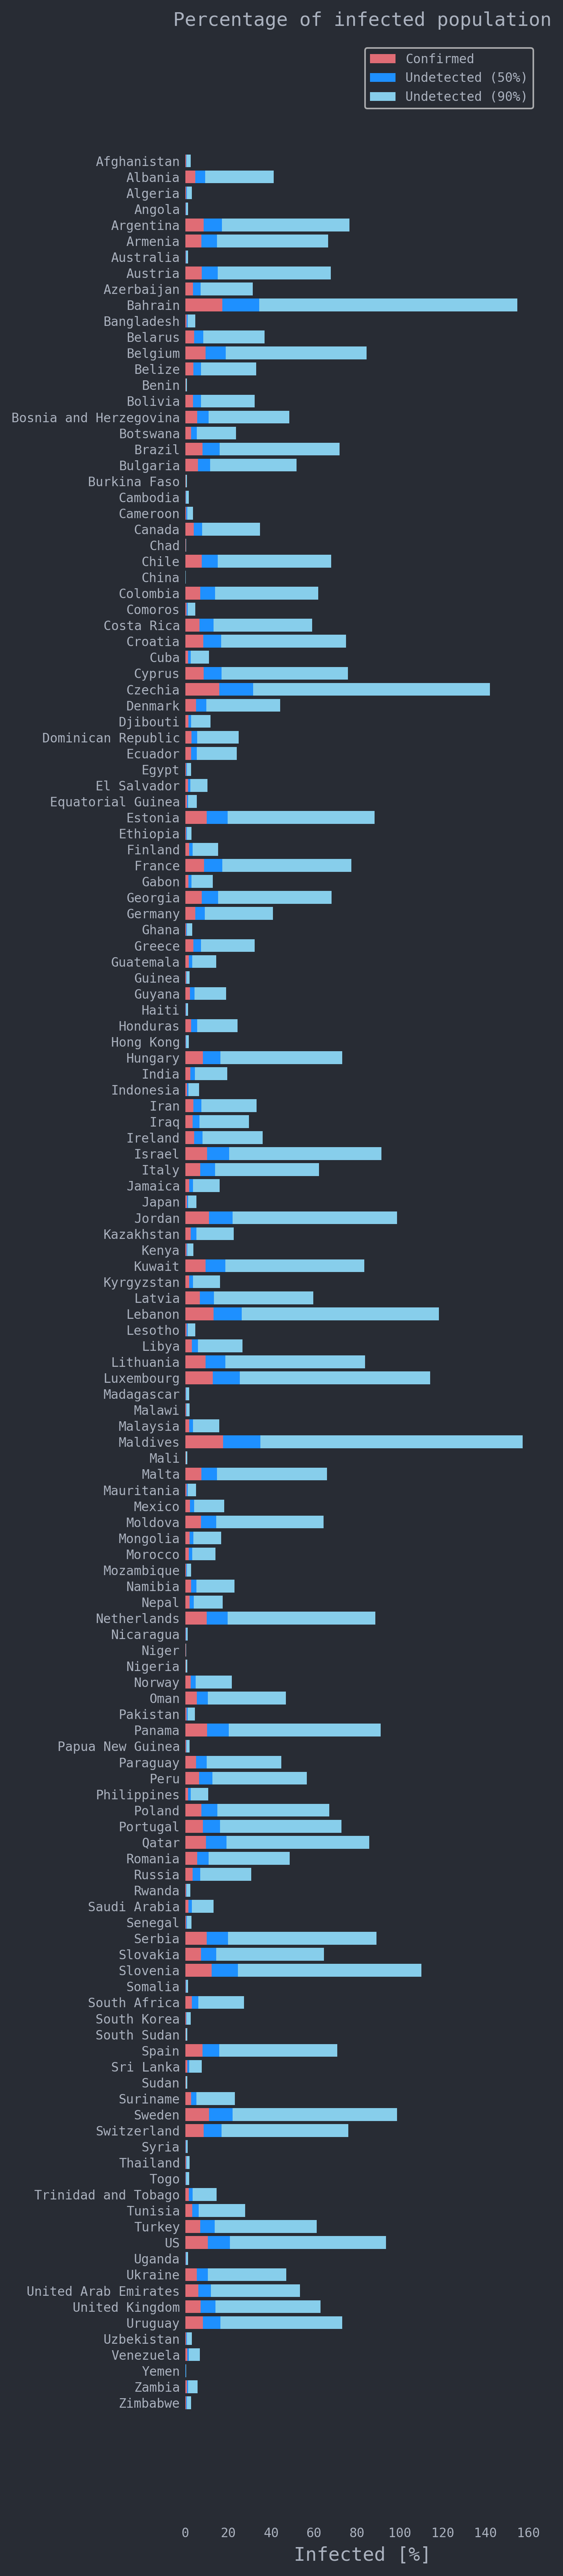 Percentage of infected population
Confirmed
Undetected (50%)
Undetected (90%)
Afghanistan
Albania
Algeria
Angola
Argentina
Armenia
Australia
Austria
Azerbaijan
Bahrain
Bangladesh
Belarus
Belgium
Belize
Benin
Bolivia
Bosnia and Herzegovina
Botswana
Brazil
Bulgaria
Burkina Faso
Cambodia
Cameroon
Canada
Chad
Chile
China
Colombia
Comoros
Costa Rica
Croatia
Cuba
Cyprus
Czechia
Denmark
Djibouti
Dominican Republic
Ecuador
Egypt
El Salvador
Equatorial Guinea
Estonia
Ethiopia
Finland
France
Gabon
Georgia
Germany
Ghana
Greece
Guatemala
Guinea
Guyana
Haiti
Honduras
Hong Kong
Hungary
India
Indonesia
Iran
Iraq
Ireland
Israel
Italy
Jamaica
Japan
Jordan
Kazakhstan
Kenya
Kuwait
Kyrgyzstan
Latvia
Lebanon
Lesotho
Libya
Lithuania
Luxembourg
Madagascar
Malawi
Malaysia
Maldives
Mali
Malta
Mauritania
Mexico
Moldova
Mongolia
Morocco
Mozambique
Namibia
Nepal
Netherlands
Nicaragua
Niger
Nigeria
Norway
Oman
Pakistan
Panama
Papua New Guinea
Paraguay
Peru
Philippines
Poland
Portugal
Qatar
Romania
Russia
Rwanda
Saudi Arabia
Senegal
Serbia
Slovakia
Slovenia
Somalia
South Africa
South Korea
South Sudan
Spain
Sri Lanka
Sudan
Suriname
Sweden
Switzerland
Syria
Thailand
Togo
Trinidad and Tobago
Tunisia
Turkey
US
Uganda
Ukraine
United Arab Emirates
United Kingdom
Uruguay
Uzbekistan
Venezuela
Yemen
Zambia
Zimbabwe
0 20 40 60 80 100 120 140 160
Infected [%]